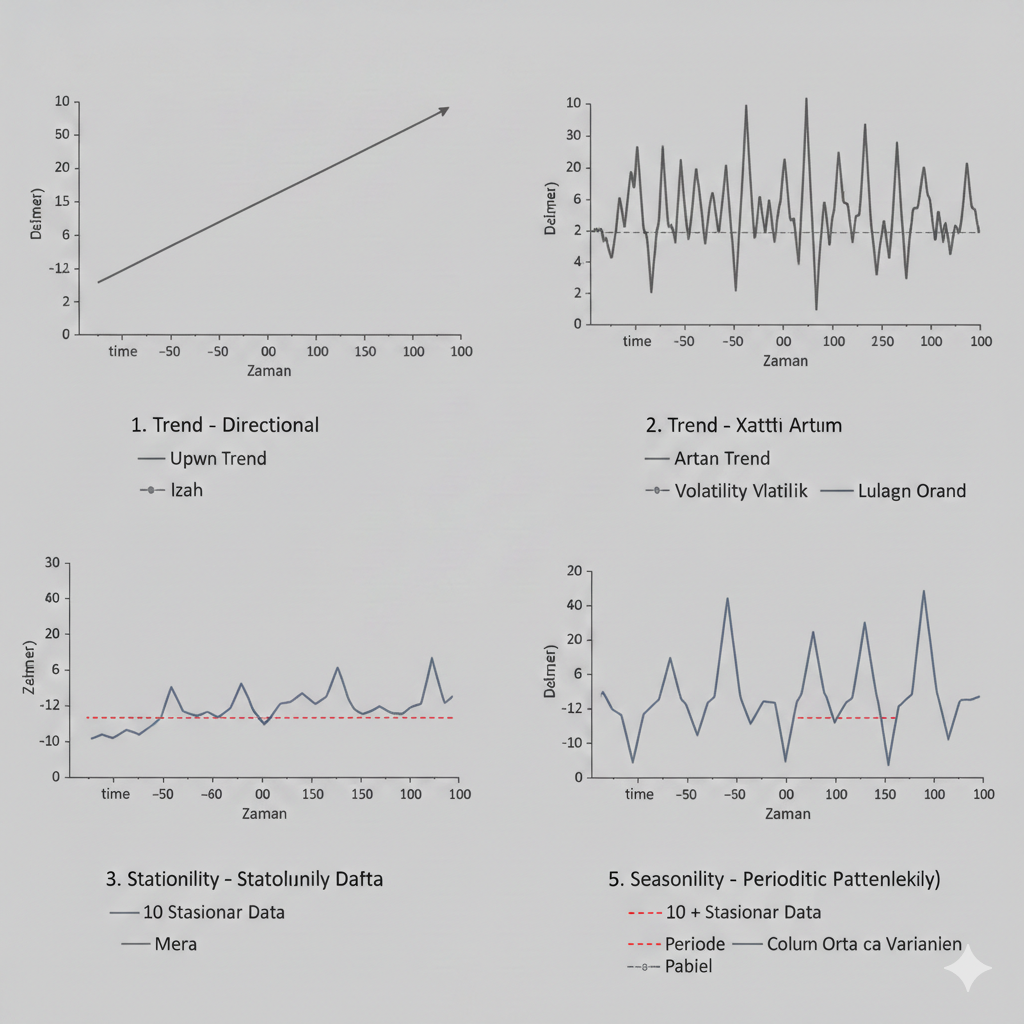 10
50
20
15
6
-12
2
0
Deimer)
time -50 -50 00 100 150 100 100
Zaman
10
30
20
6
2
4
2
0
Deimer)
time -50 -50 00 100 250 100 100
Zaman
1. Trend - Directional
Upwn Trend
Izah
2. Trend - Xattti Artum
Artan Trend
Volatility Vlatilik Lulagn Orand
30
40
20
6
-12
-10
0
Zelmer)
time -50 -60 00 150 150 100 100
Zaman
20
40
20
6
-12
-10
0
Delmer)
time -50 -50 00 100 150 100 100
Zaman
3. Stationility - Statolunily Dafta
10 Stasionar Data
Mera
5. Seasonility - Perioditic Pattenlekily)
10 + Stasionar Data
Periode Colum Orta ca Varianien
Pabiel